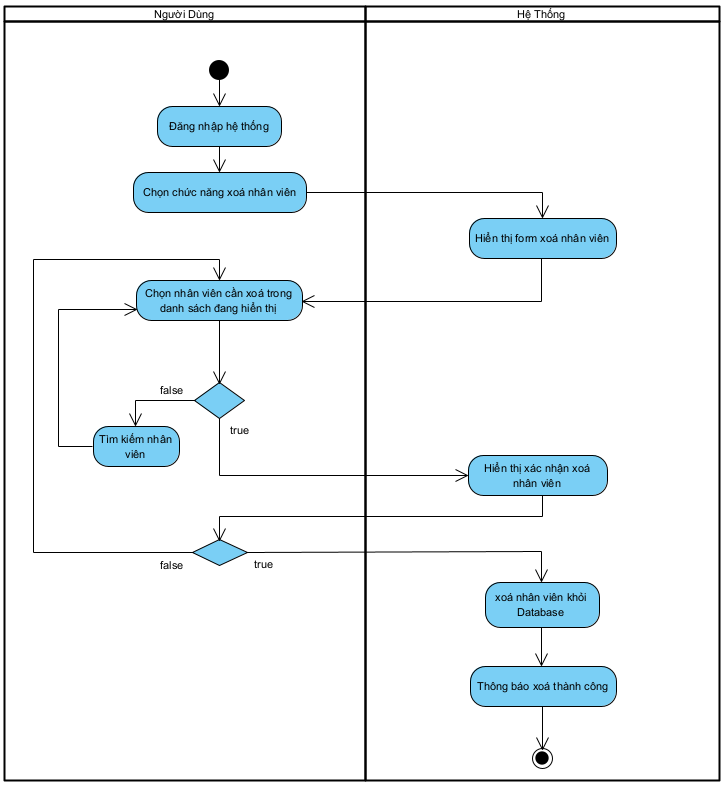 Người Dùng
Hệ Thống
Đăng nhập hệ thống
Chọn chức năng xoá nhân viên
Hiển thị form xoá nhân viên
Chọn nhân viên cần xoá trong
danh sách đang hiển thị
false
true
Tìm kiếm nhân
viên
Hiển thị xác nhận xoá
nhân viên
false
true
xoá nhân viên khỏi
Database
Thông báo xoá thành công